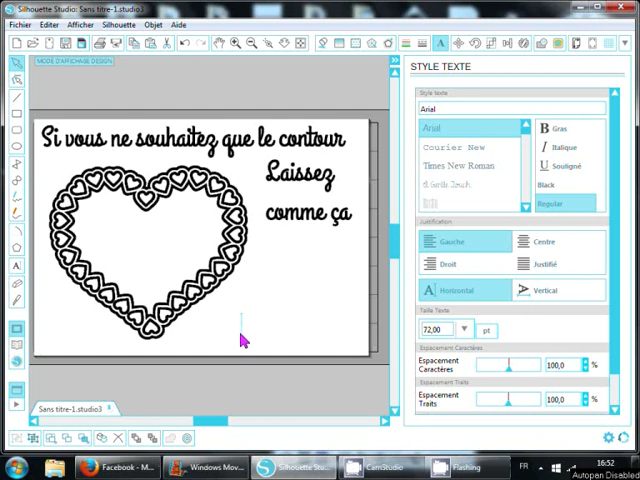 Silhouette Studio: Sans titre-1.studio3
Fichier Editer Afficher Silhouette Objet Aide
MODE D'AFFICHAGE DESIGN
Si vous ne souhaitez que le contour
Laissez
comme ça
Sans titre-1.studio3
STYLE TEXTE
Style texte
Arial
Arial
Courier New
Times New Roman
B Gras
I Italique
U Souligné
Black
Regular
Justification
Gauche Centre
Droit Justifié
Horizontal Vertical
Taille Texte
72,00 pt
Espacement Caractères
100,0 %
Espacement Traits
Espacement
Traits
100,0 %
Facebook - M...
Windows Mov...
Silhouette Stu...
CamStudio
Flashing
FR
16:52
Autopen Disabled